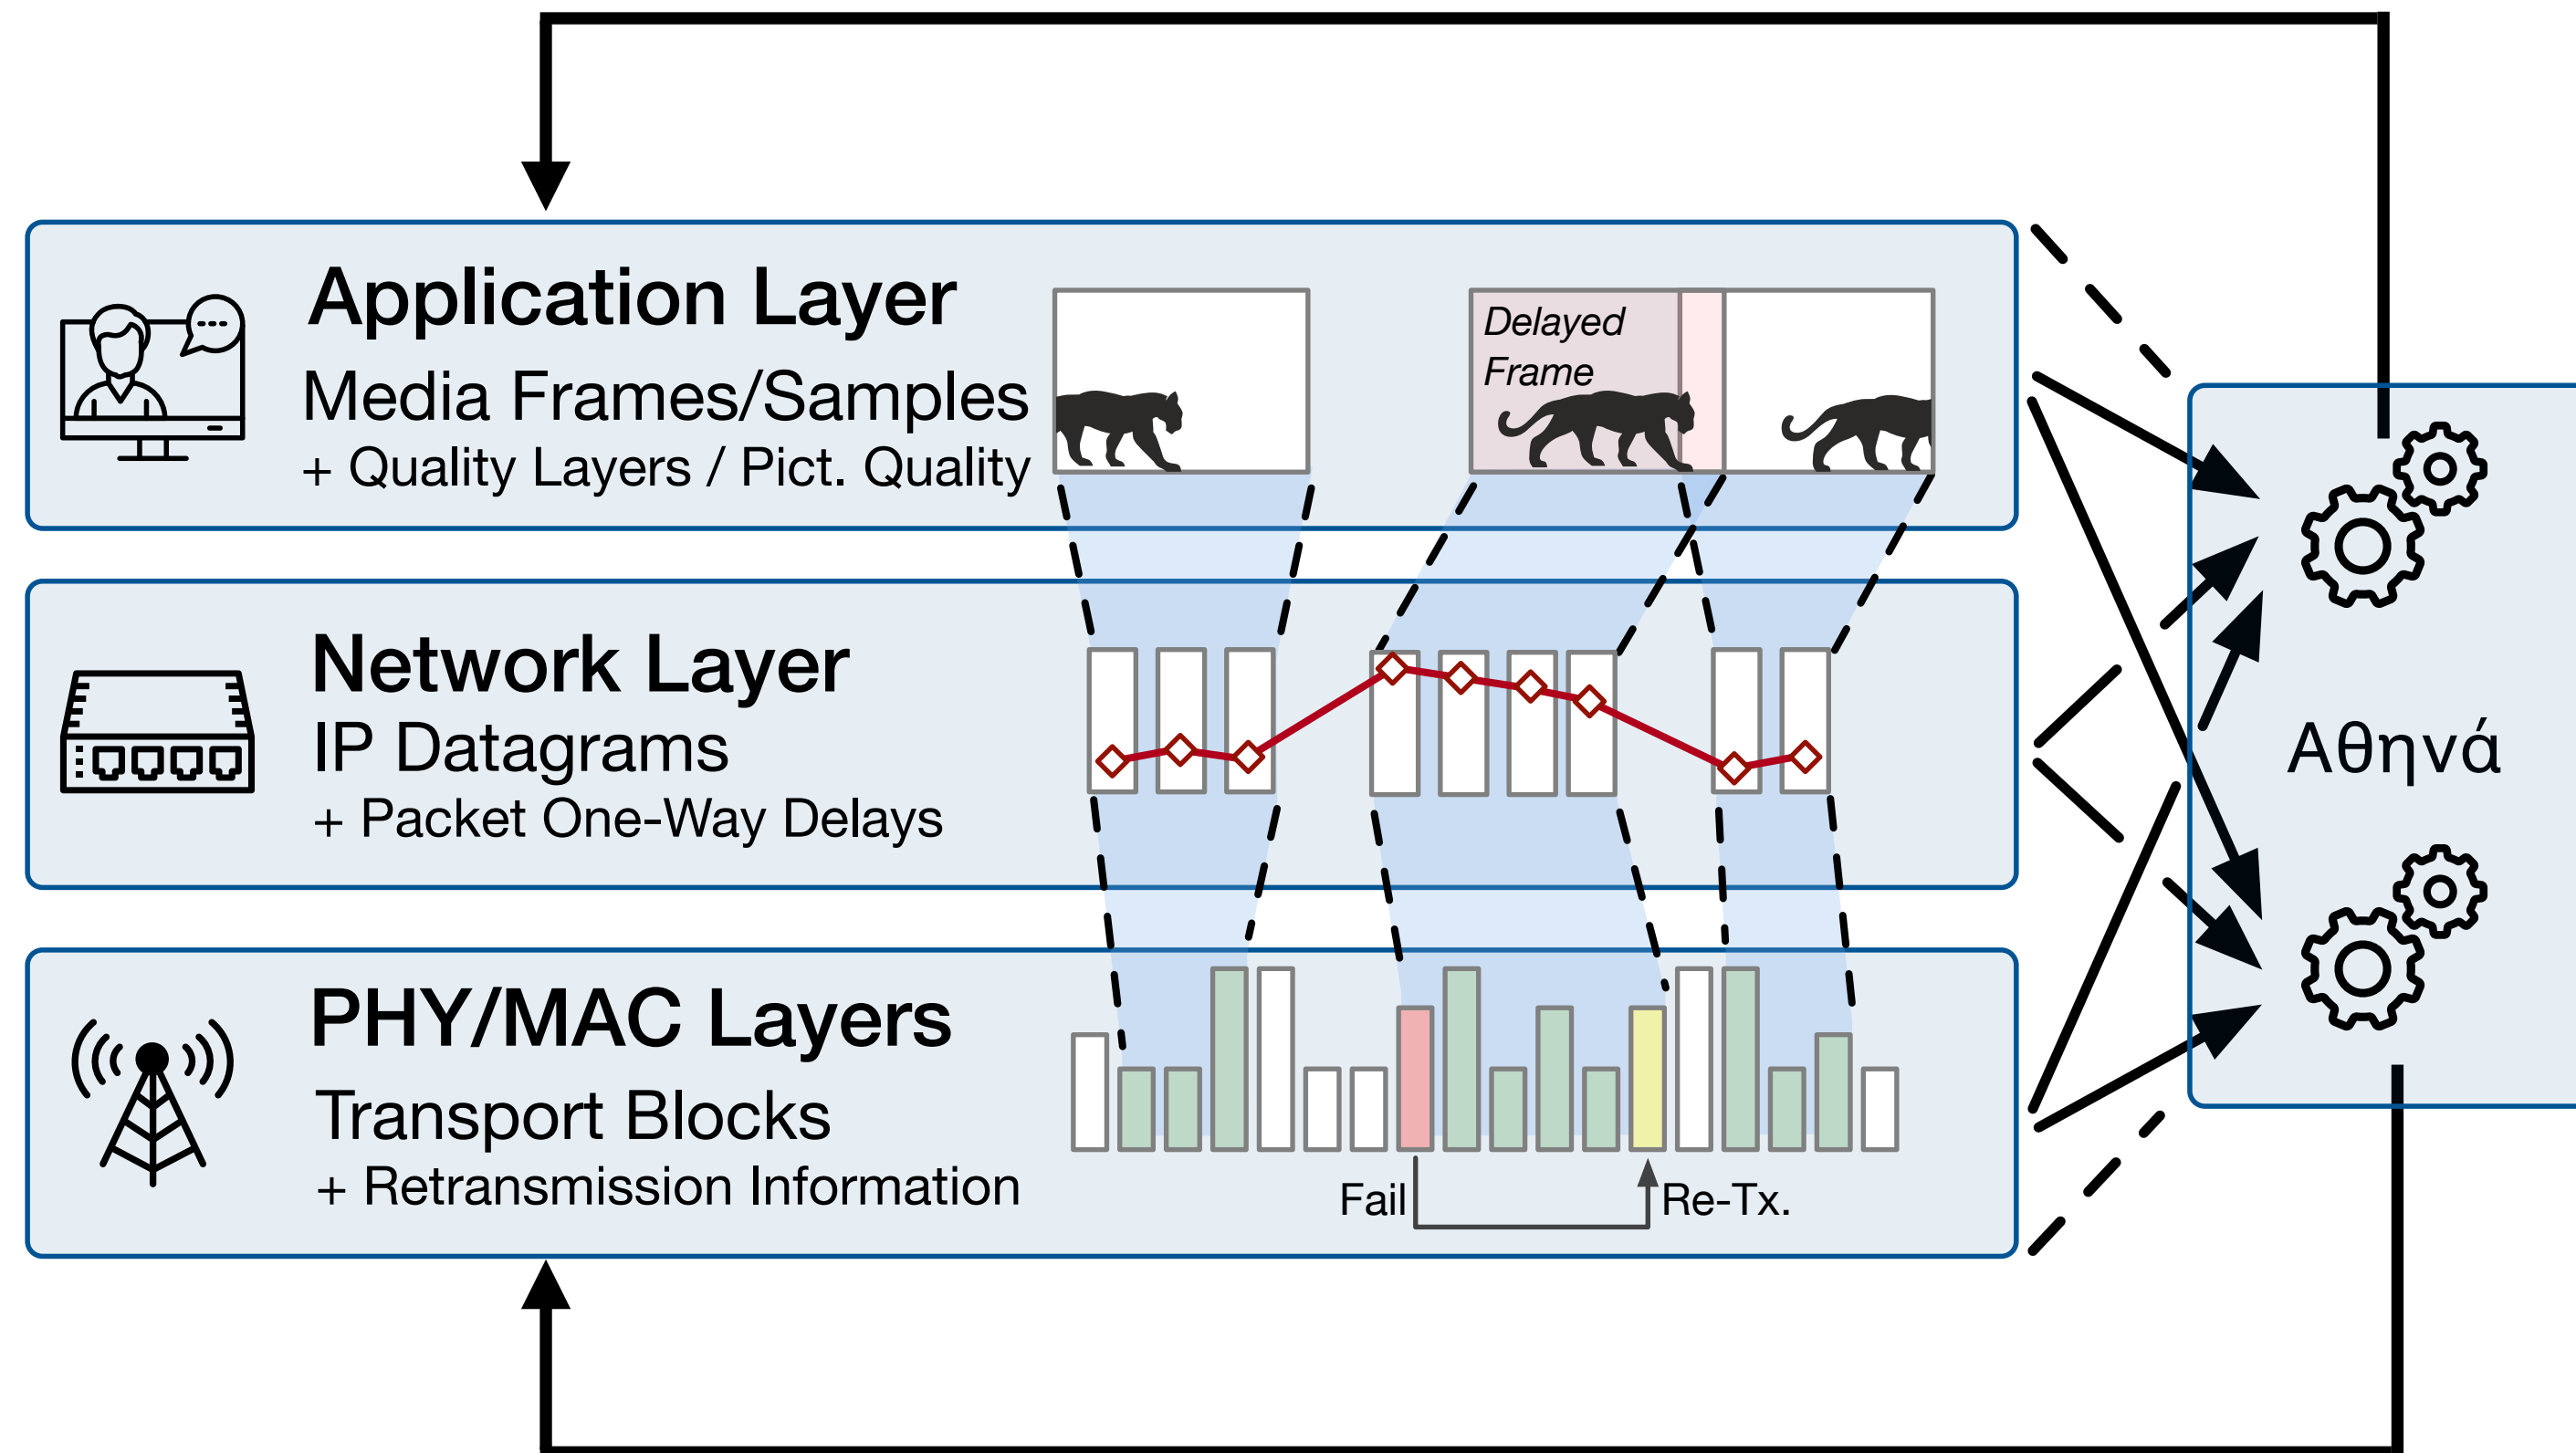 Application Layer
Media Frames/Samples
+ Quality Layers / Pict. Quality
Delayed
Frame
Network Layer
IP Datagrams
+ Packet One-Way Delays
Αθηνά
PHY/MAC Layers
Transport Blocks
+ Retransmission Information
Fail
Re-Tx.